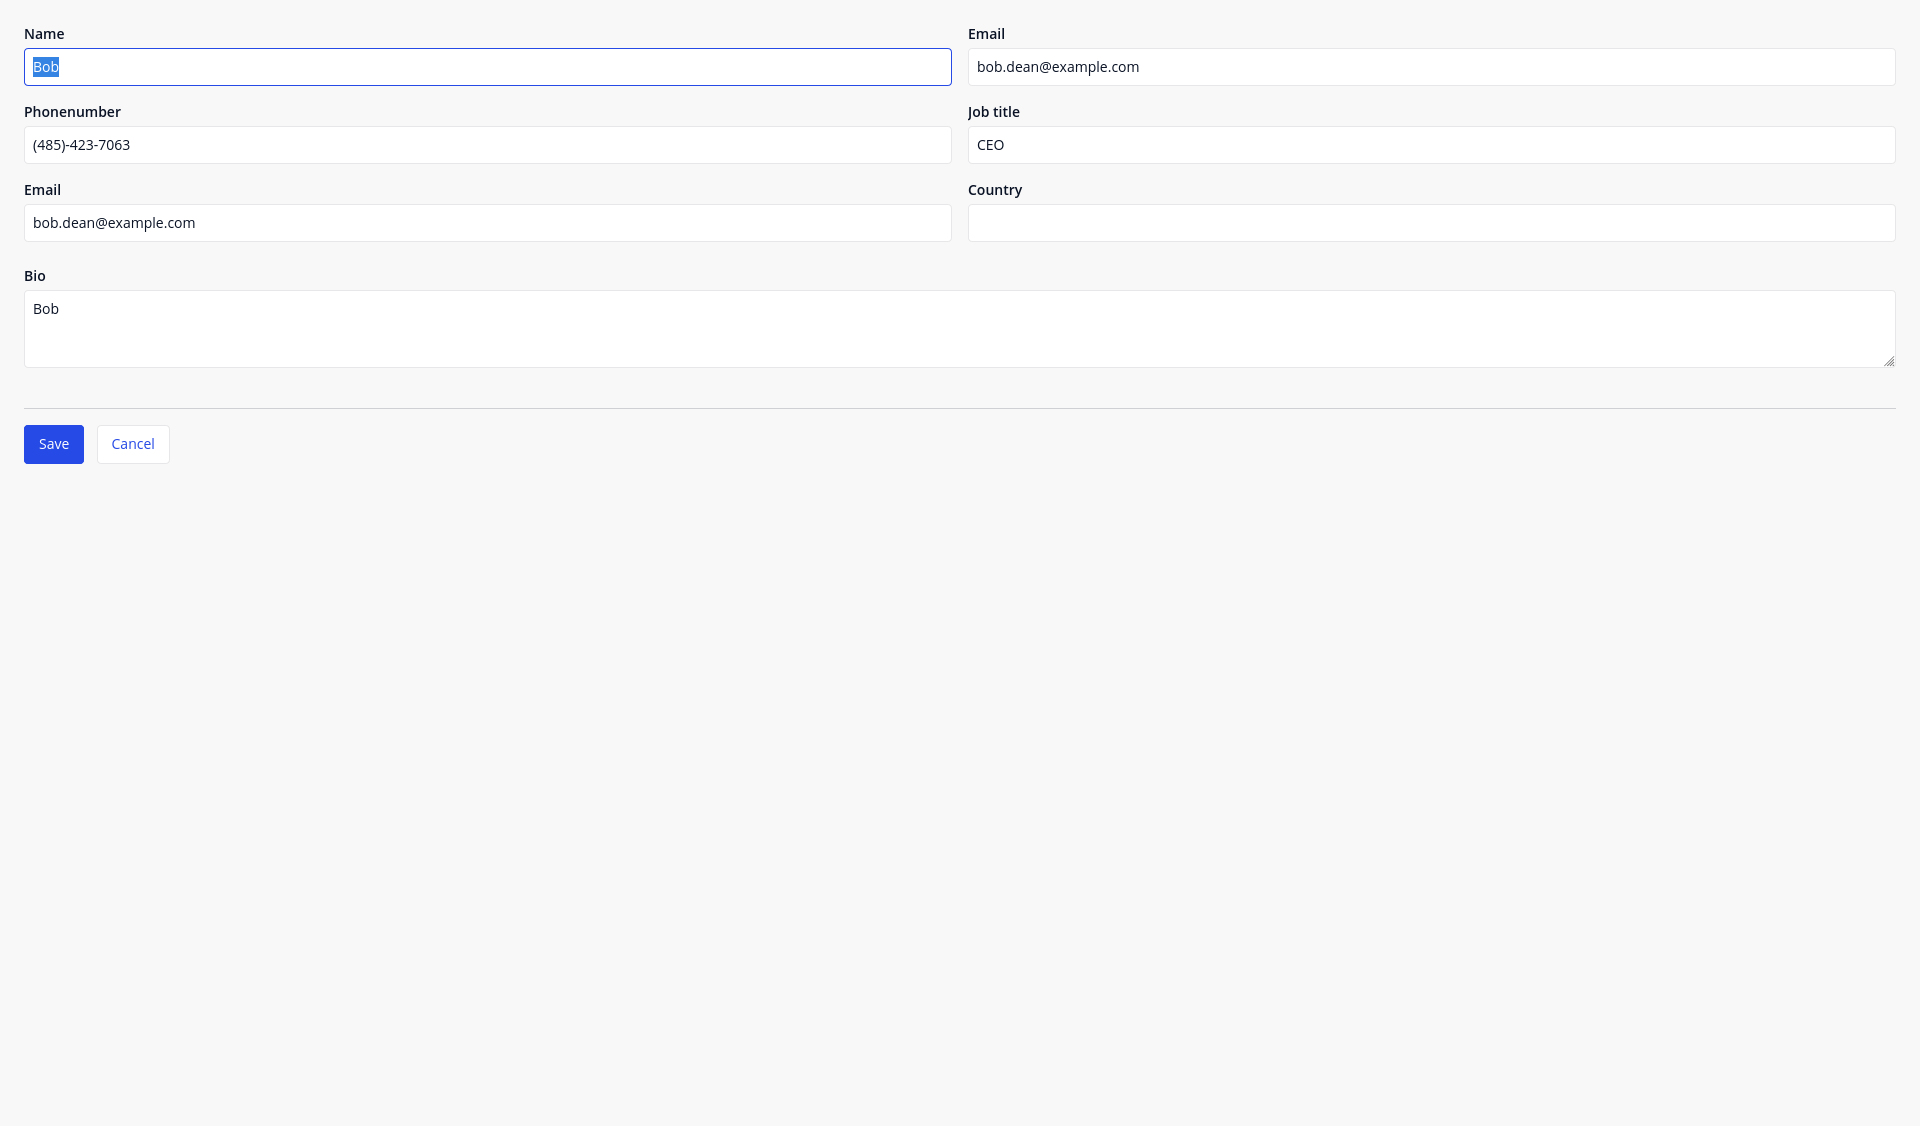 Name
Email
Bob
bob.dean@example.com
Phonenumber
Job title
(485)-423-7063
CEO
Email
Country
bob.dean@example.com
Bio
Bob
Save
Cancel